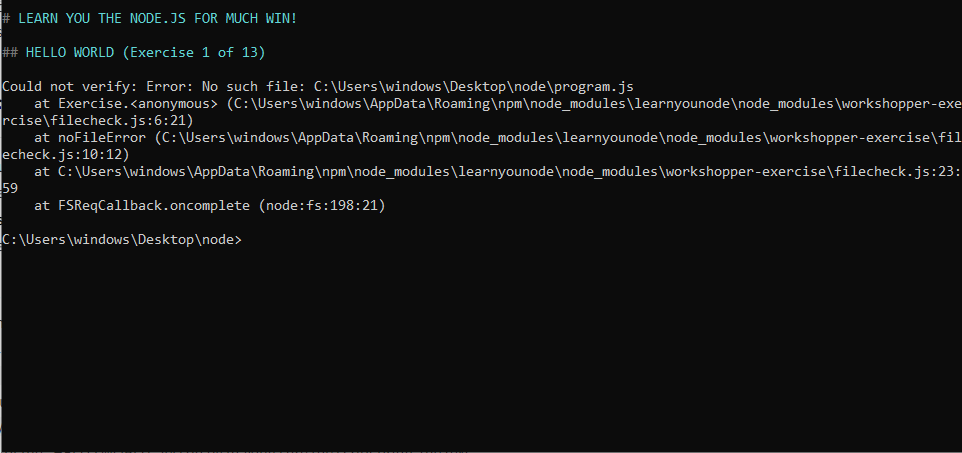 # LEARN YOU THE NODE.JS FOR MUCH WIN!
## HELLO WORLD (Exercise 1 of 13)
Could not verify: Error: No such file: C:\Users\windows\Desktop\node\program.js
    at Exercise.<anonymous> (C:\Users\windows\AppData\Roaming\npm\node_modules\learnyounode\node_modules\workshopper-exe
rcise\filecheck.js:6:21)
    at noFileError (C:\Users\windows\AppData\Roaming\npm\node_modules\learnyounode\node_modules\workshopper-exercise\fil
echeck.js:10:12)
    at C:\Users\windows\AppData\Roaming\npm\node_modules\learnyounode\node_modules\workshopper-exercise\filecheck.js:23:
59
    at FSReqCallback.oncomplete (node:fs:198:21)
C:\Users\windows\Desktop\node>